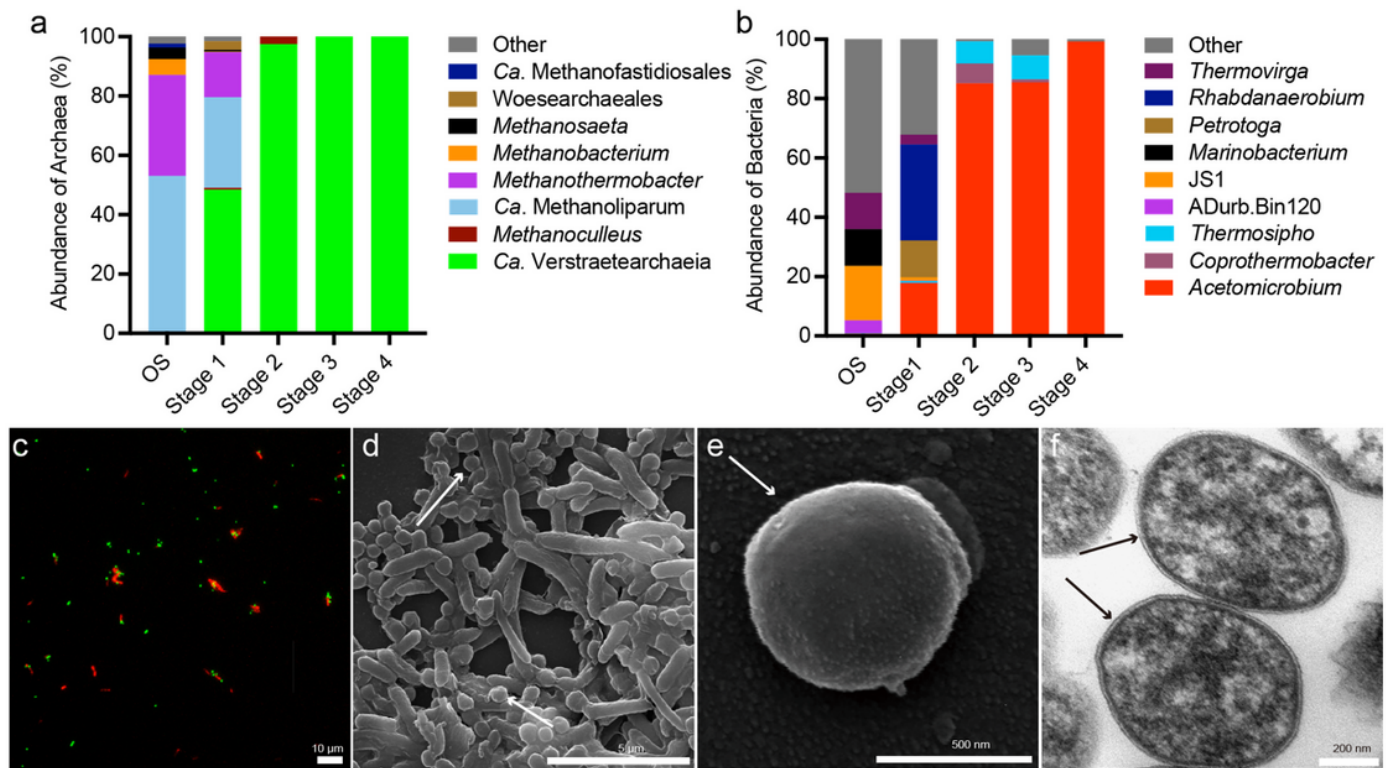 a
Abundance of Archaea (%)
100
80
60
40
20
0
OS
Stage 1
Stage 2
Stage 3
Stage 4
Other
Ca. Methanofastidiosales
Woesearchaeales
Methanosaeta
Methanobacterium
Methanothermobacter
Ca. Methanoliparum
Methanoculleus
Ca. Verstraetearchaeia
b
Abundance of Bacteria (%)
100
80
60
40
20
0
OS
Stage1
Stage 2
Stage 3
Stage 4
Other
Thermovirga
Rhabdanaerobium
Petrotoga
Marinobacterium
JS1
ADurb.Bin120
Thermosipho
Coprothermobacter
Acetomicrobium
c
10 μm
d
5 μm
e
500 nm
f
200 nm